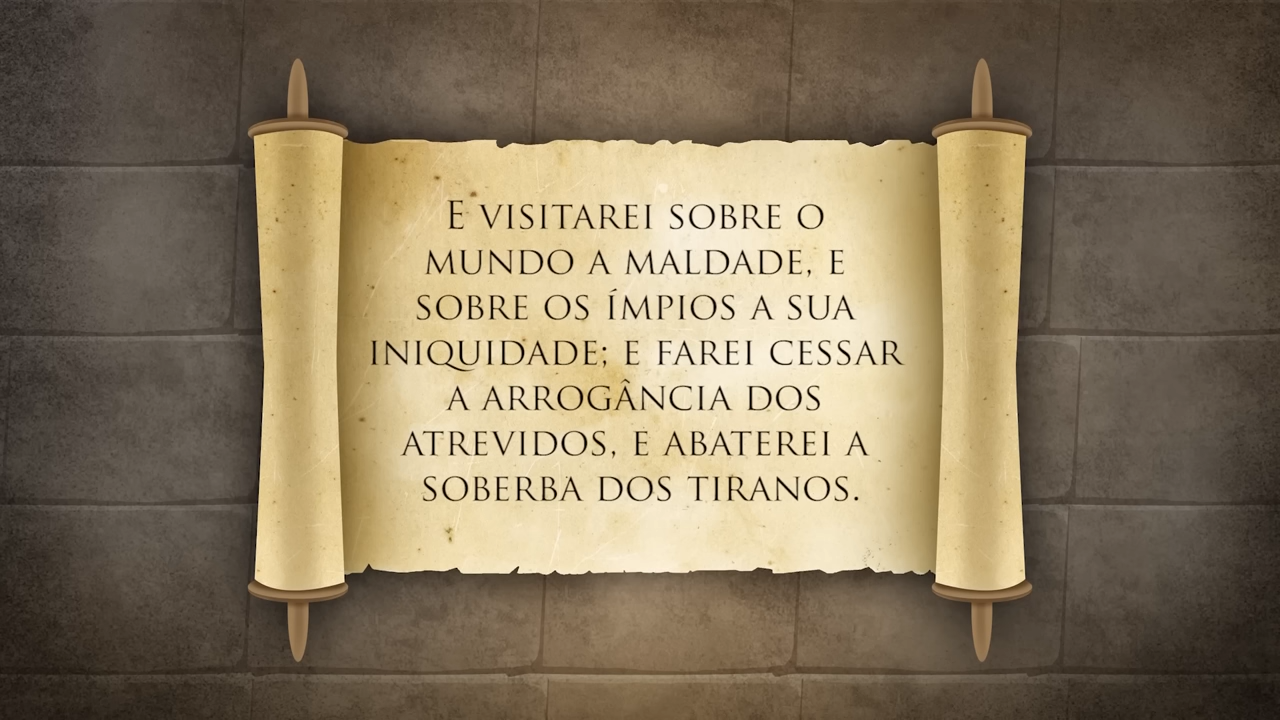 E VISITAREI SOBRE O
MUNDO A MALDADE, E
SOBRE OS ÍMPIOS A SUA
INIQUIDADE; E FAREI CESSAR
A ARROGÂNCIA DOS
ATREVIDOS, E ABATEREI A
SOBERBA DOS TIRANOS.